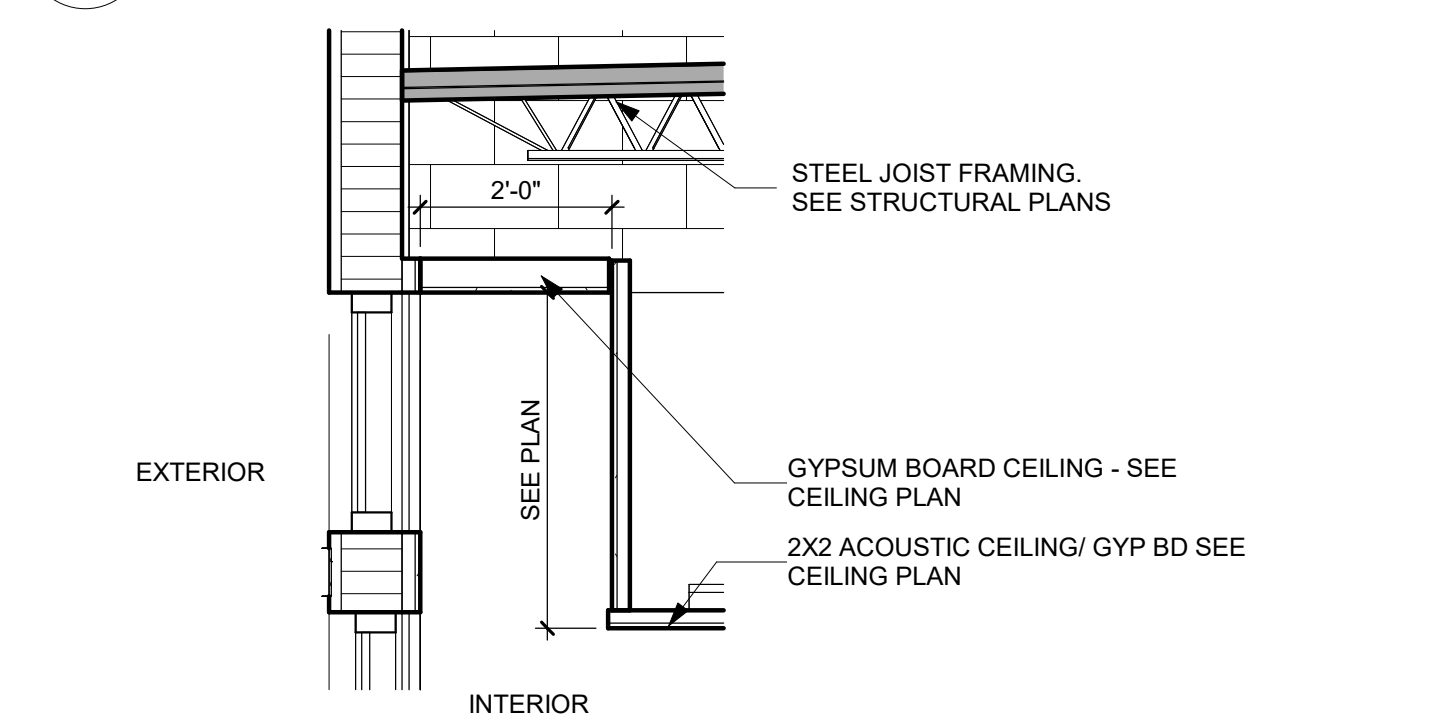 2'-0"
STEEL JOIST FRAMING.
SEE STRUCTURAL PLANS
SEE PLAN
EXTERIOR
GYPSUM BOARD CEILING - SEE
CEILING PLAN
2X2 ACOUSTIC CEILING/ GYP BD SEE
CEILING PLAN
INTERIOR